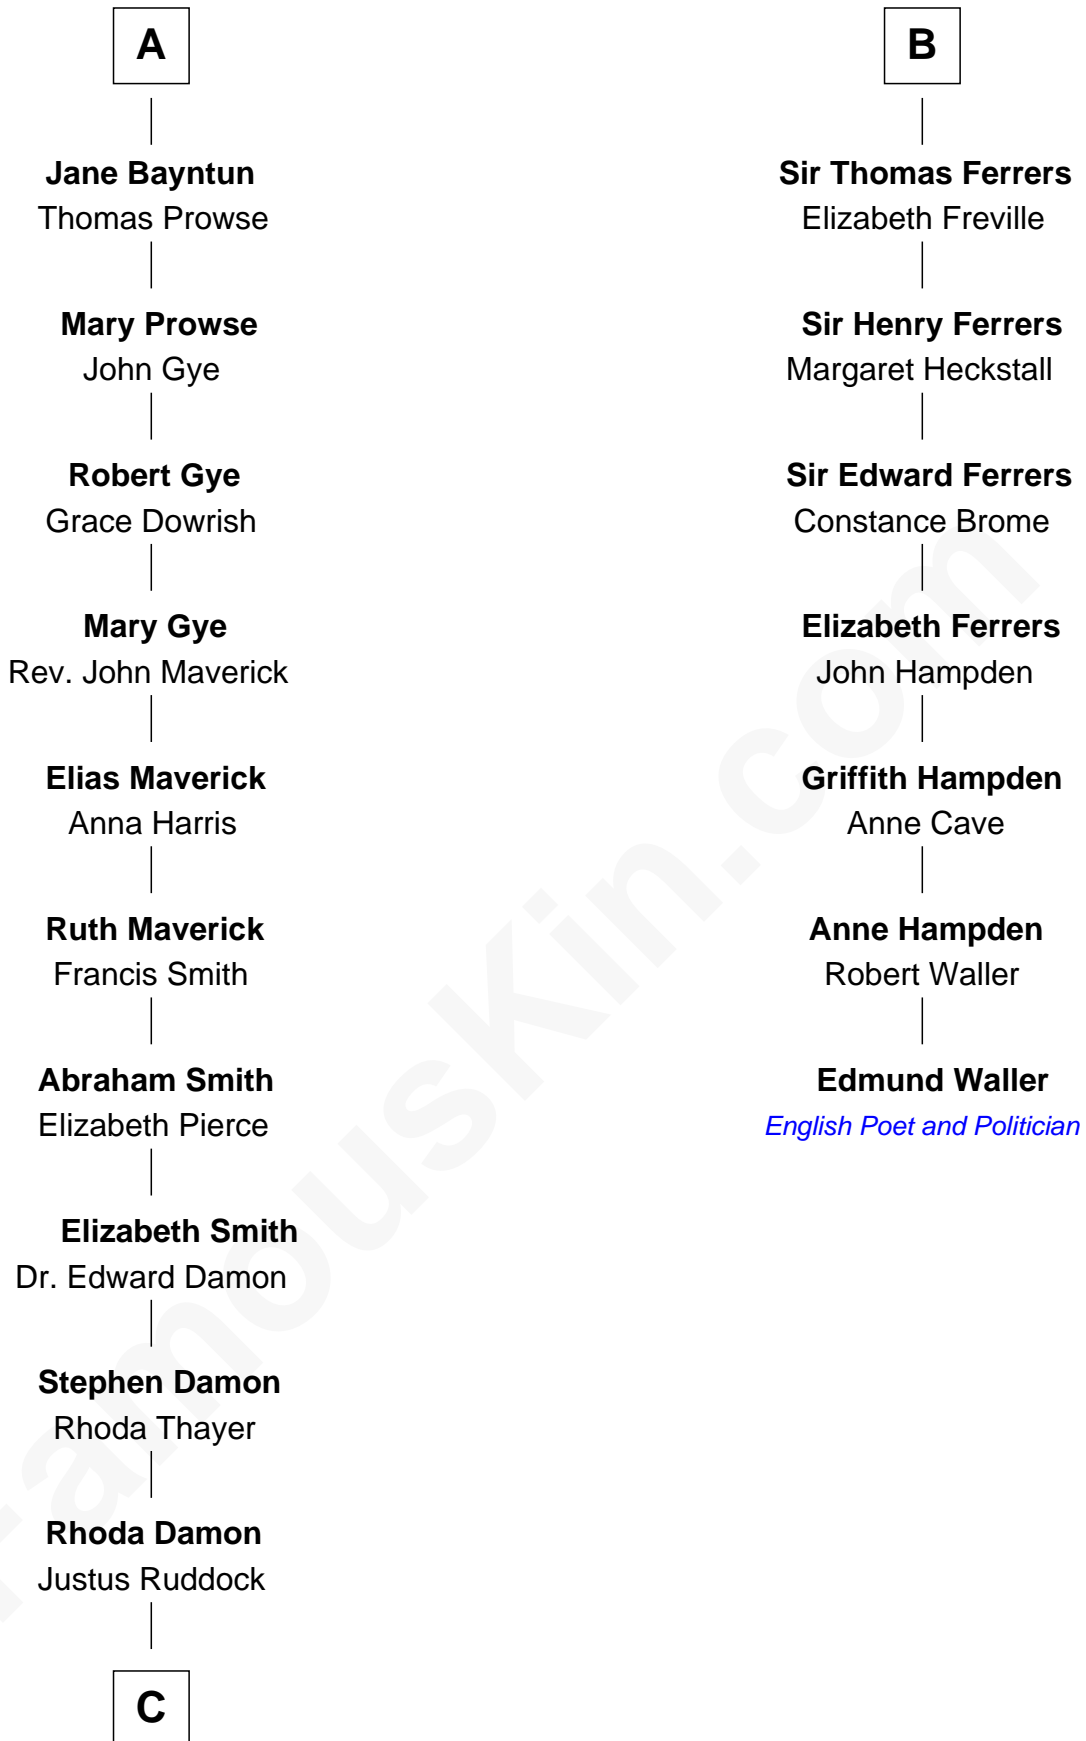 A
Jane Bayntun
Thomas Prowse
Mary Prowse
John Gye
Robert Gye
Grace Dowrish
Mary Gye
Rev. John Maverick
Elias Maverick
Anna Harris
Ruth Maverick
Francis Smith
Abraham Smith
Elizabeth Pierce
Elizabeth Smith
Dr. Edward Damon
Stephen Damon
Rhoda Thayer
Rhoda Damon
Justus Ruddock
C
B
Sir Thomas Ferrers
Elizabeth Freville
Sir Henry Ferrers
Margaret Heckstall
Sir Edward Ferrers
Constance Brome
Elizabeth Ferrers
John Hampden
Griffith Hampden
Anne Cave
Anne Hampden
Robert Waller
Edmund Waller
English Poet and Politician
FamousKin.com